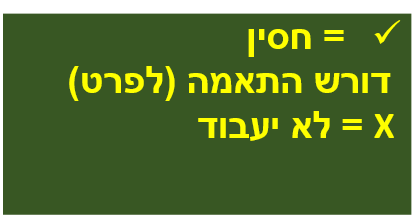 ✓ = חסין
דורש התאמה (לפרט)
X = לא יעבוד